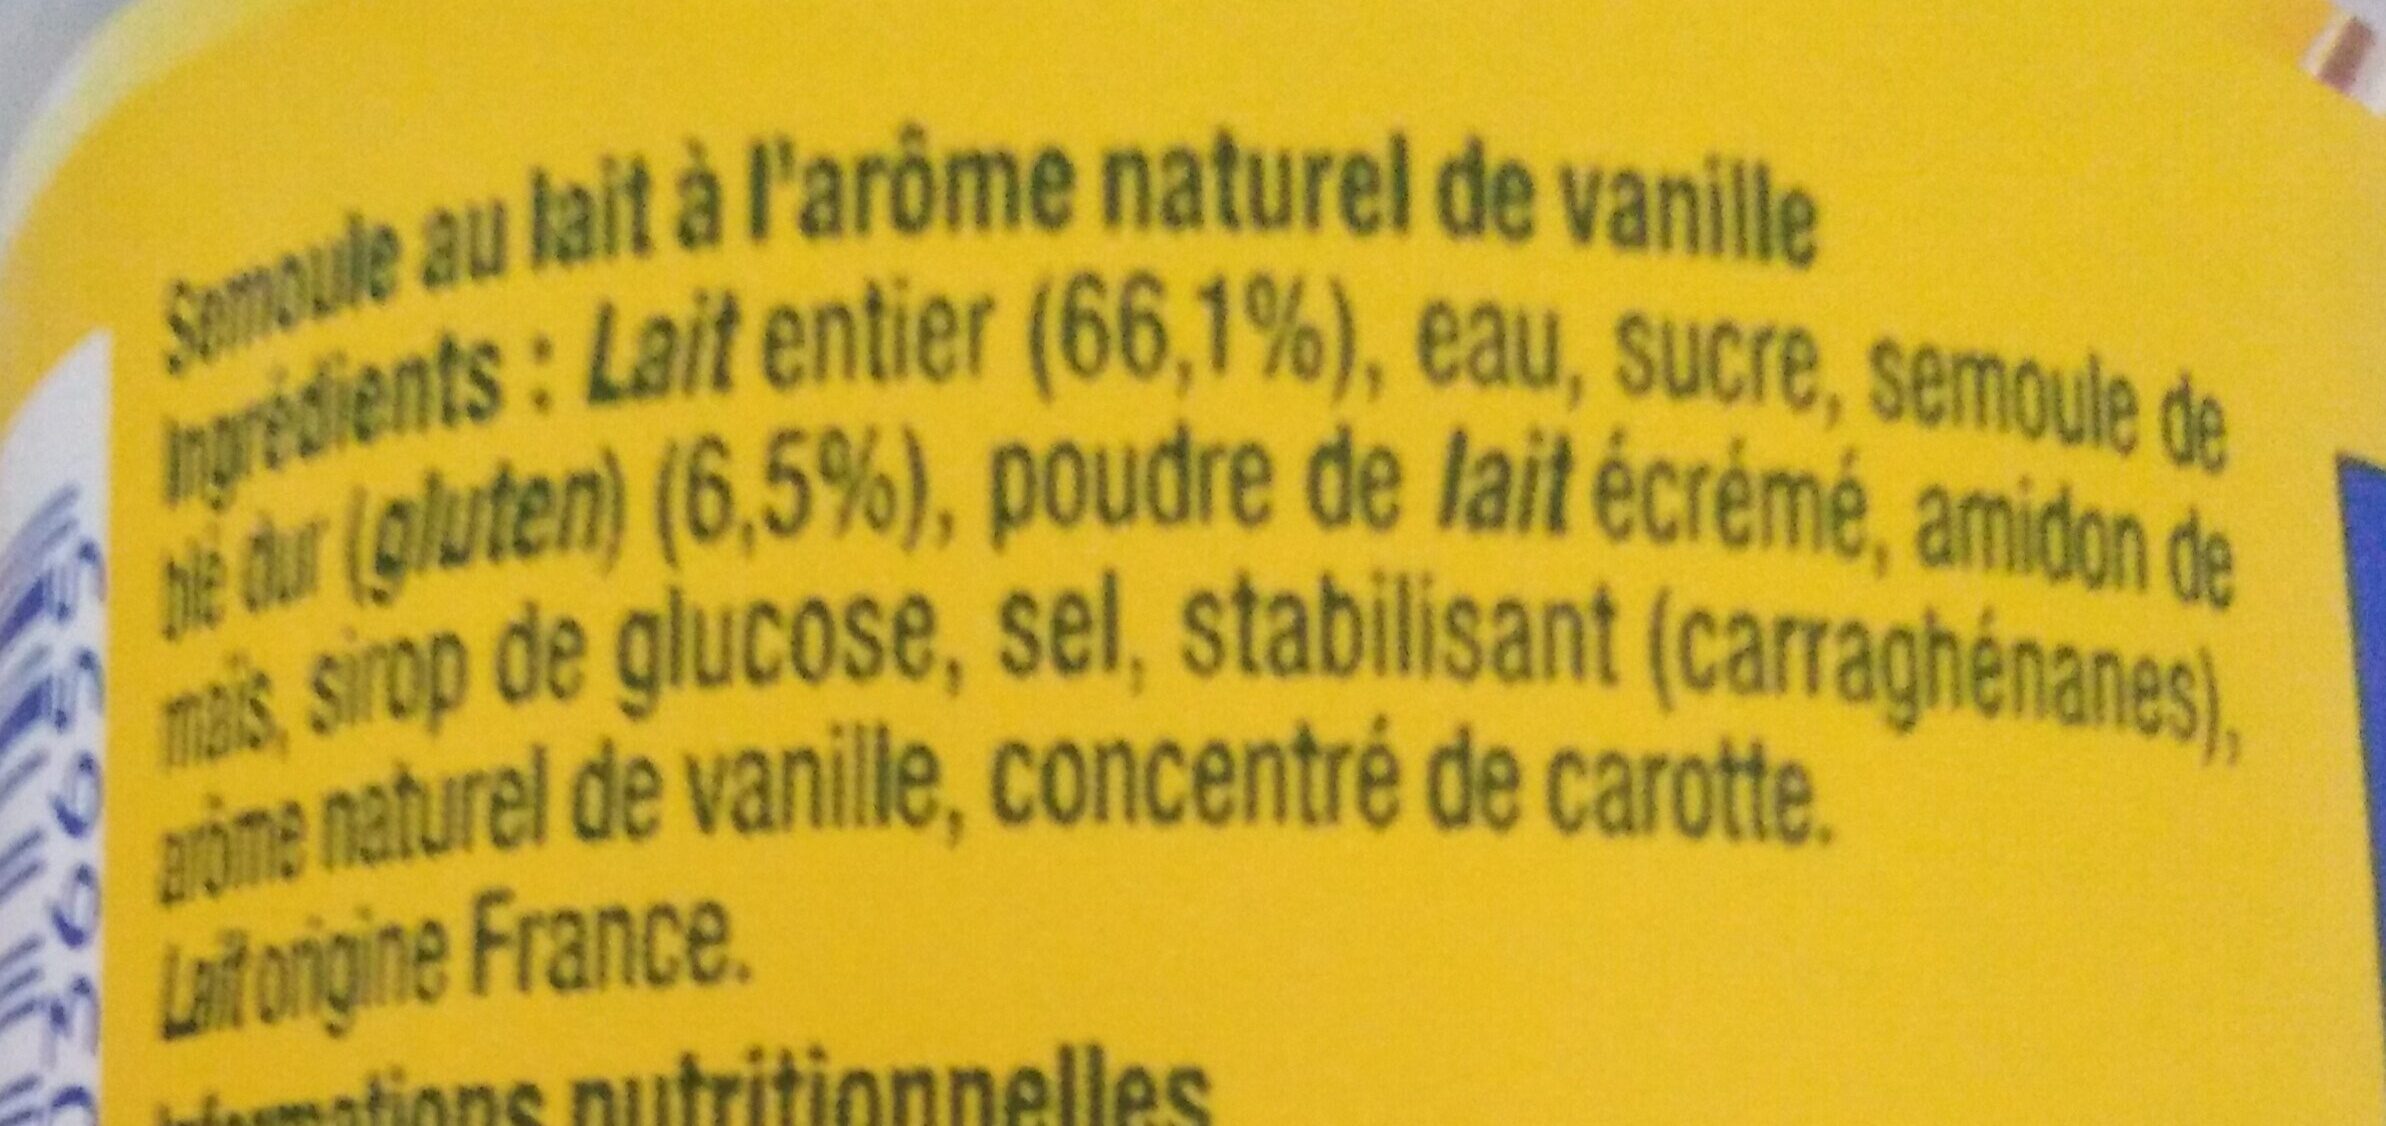 Semoule au lait à l'arôme naturel de vanille
Ingrédients : Lait entier (66,1%), eau, sucre, semoule de
blé dur (gluten) (6,5%), poudre de lait écrémé, amidon de
maïs, sirop de glucose, sel, stabilisant (carraghénanes),
arôme naturel de vanille, concentré de carotte.
Lait origine France.
Informations nutritionnelles